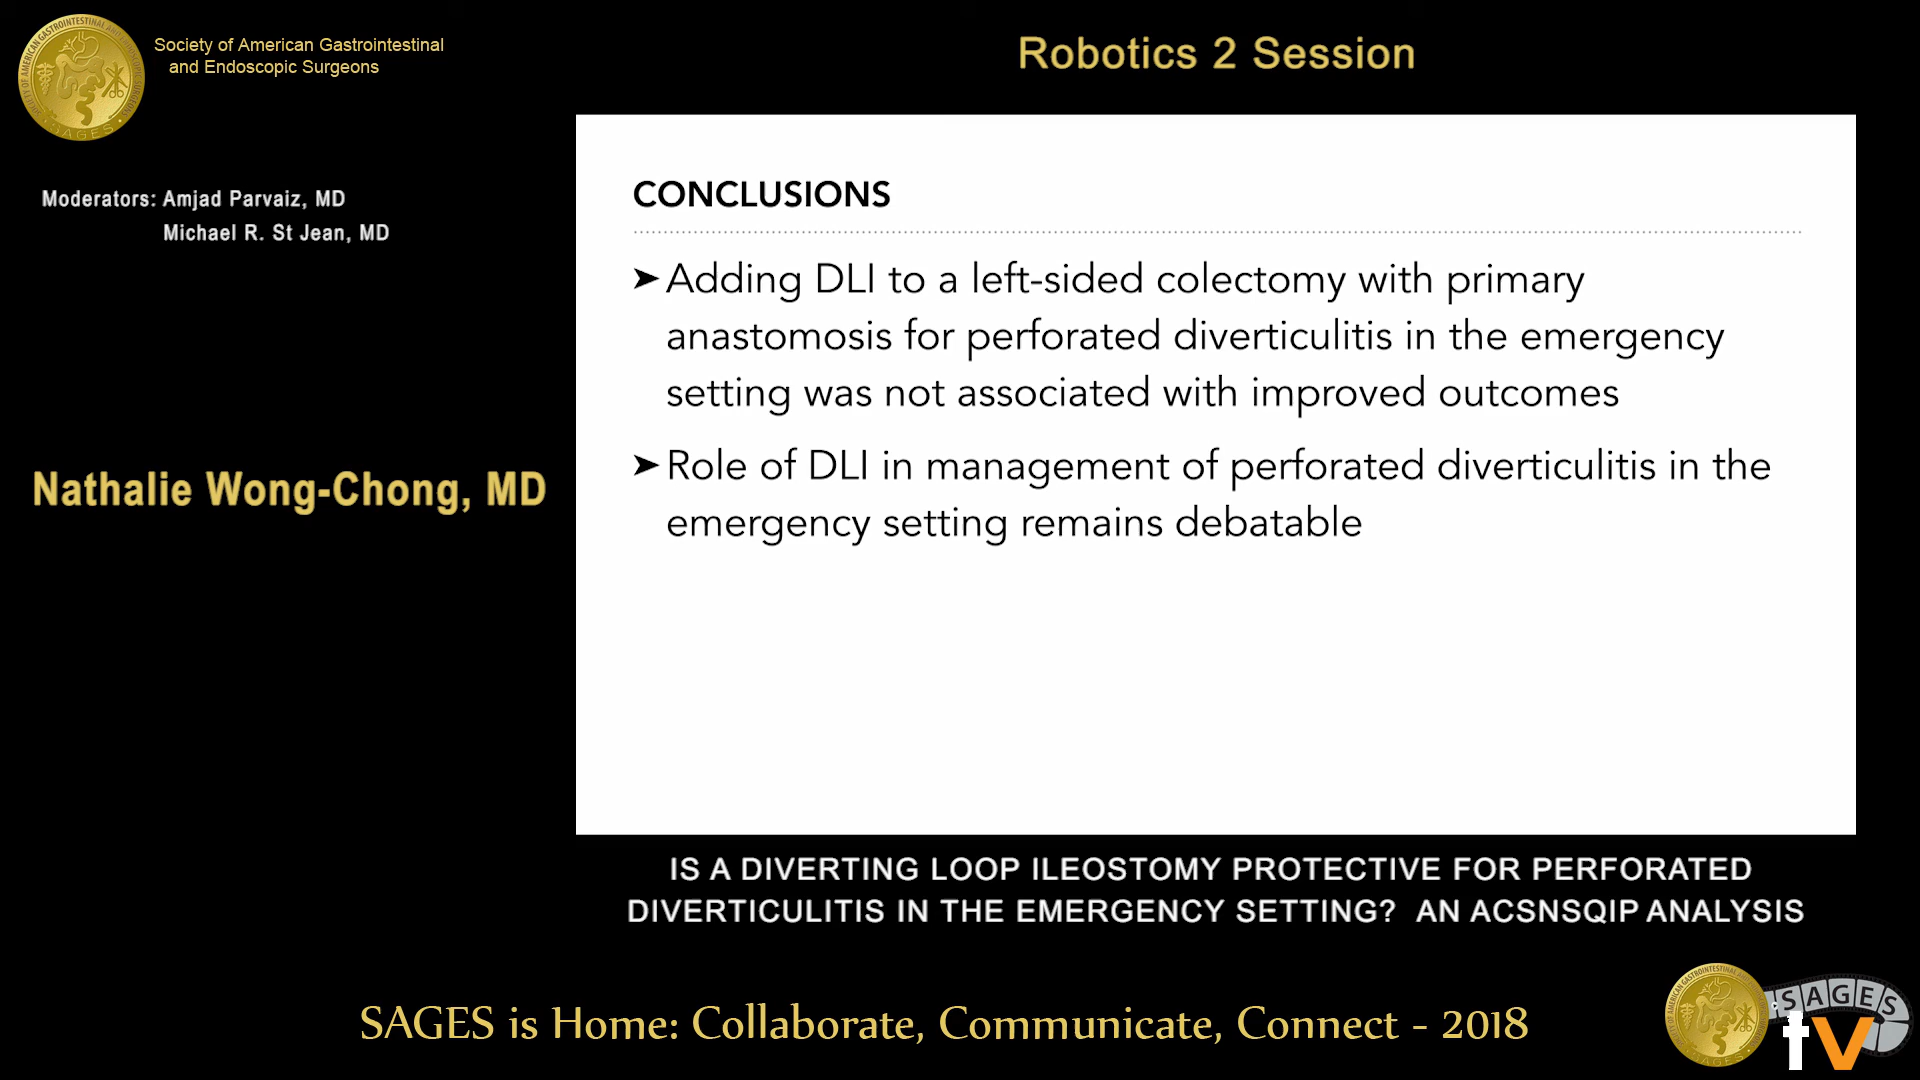 Society of American Gastrointestinal
and Endoscopic Surgeons
Robotics 2 Session
Moderators: Amjad Parvaiz, MD
Michael R. St Jean, MD
Nathalie Wong-Chong, MD
CONCLUSIONS
➤ Adding DLI to a left-sided colectomy with primary
anastomosis for perforated diverticulitis in the emergency
setting was not associated with improved outcomes
➤ Role of DLI in management of perforated diverticulitis in the
emergency setting remains debatable
IS A DIVERTING LOOP ILEOSTOMY PROTECTIVE FOR PERFORATED
DIVERTICULITIS IN THE EMERGENCY SETTING? AN ACSNSQIP ANALYSIS
SAGES is Home: Collaborate, Communicate, Connect - 2018
SAGES
tv
SAGES